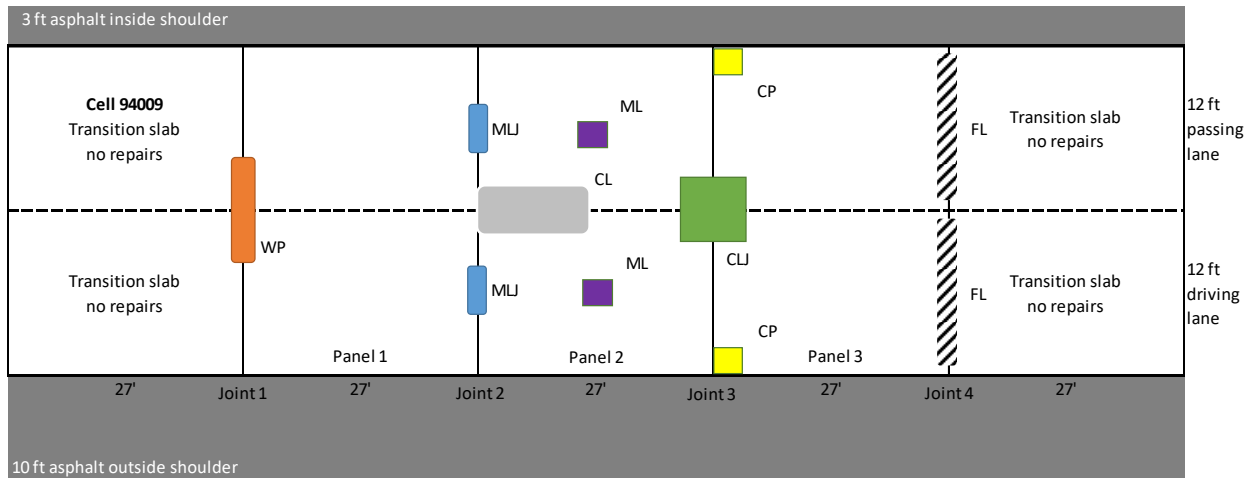 3 ft asphalt inside shoulder
Cell 94009
Transition slab
no repairs
MLJ
ML
CP
FL
Transition slab
no repairs
12 ft
passing
lane
CL
WP
Transition slab
no repairs
MLJ
ML
CLJ
FL
Transition slab
no repairs
12 ft
driving
lane
CP
Panel 1
Panel 2
Panel 3
27'
Joint 1
27'
Joint 2
27'
Joint 3
27'
Joint 4
27'
10 ft asphalt outside shoulder